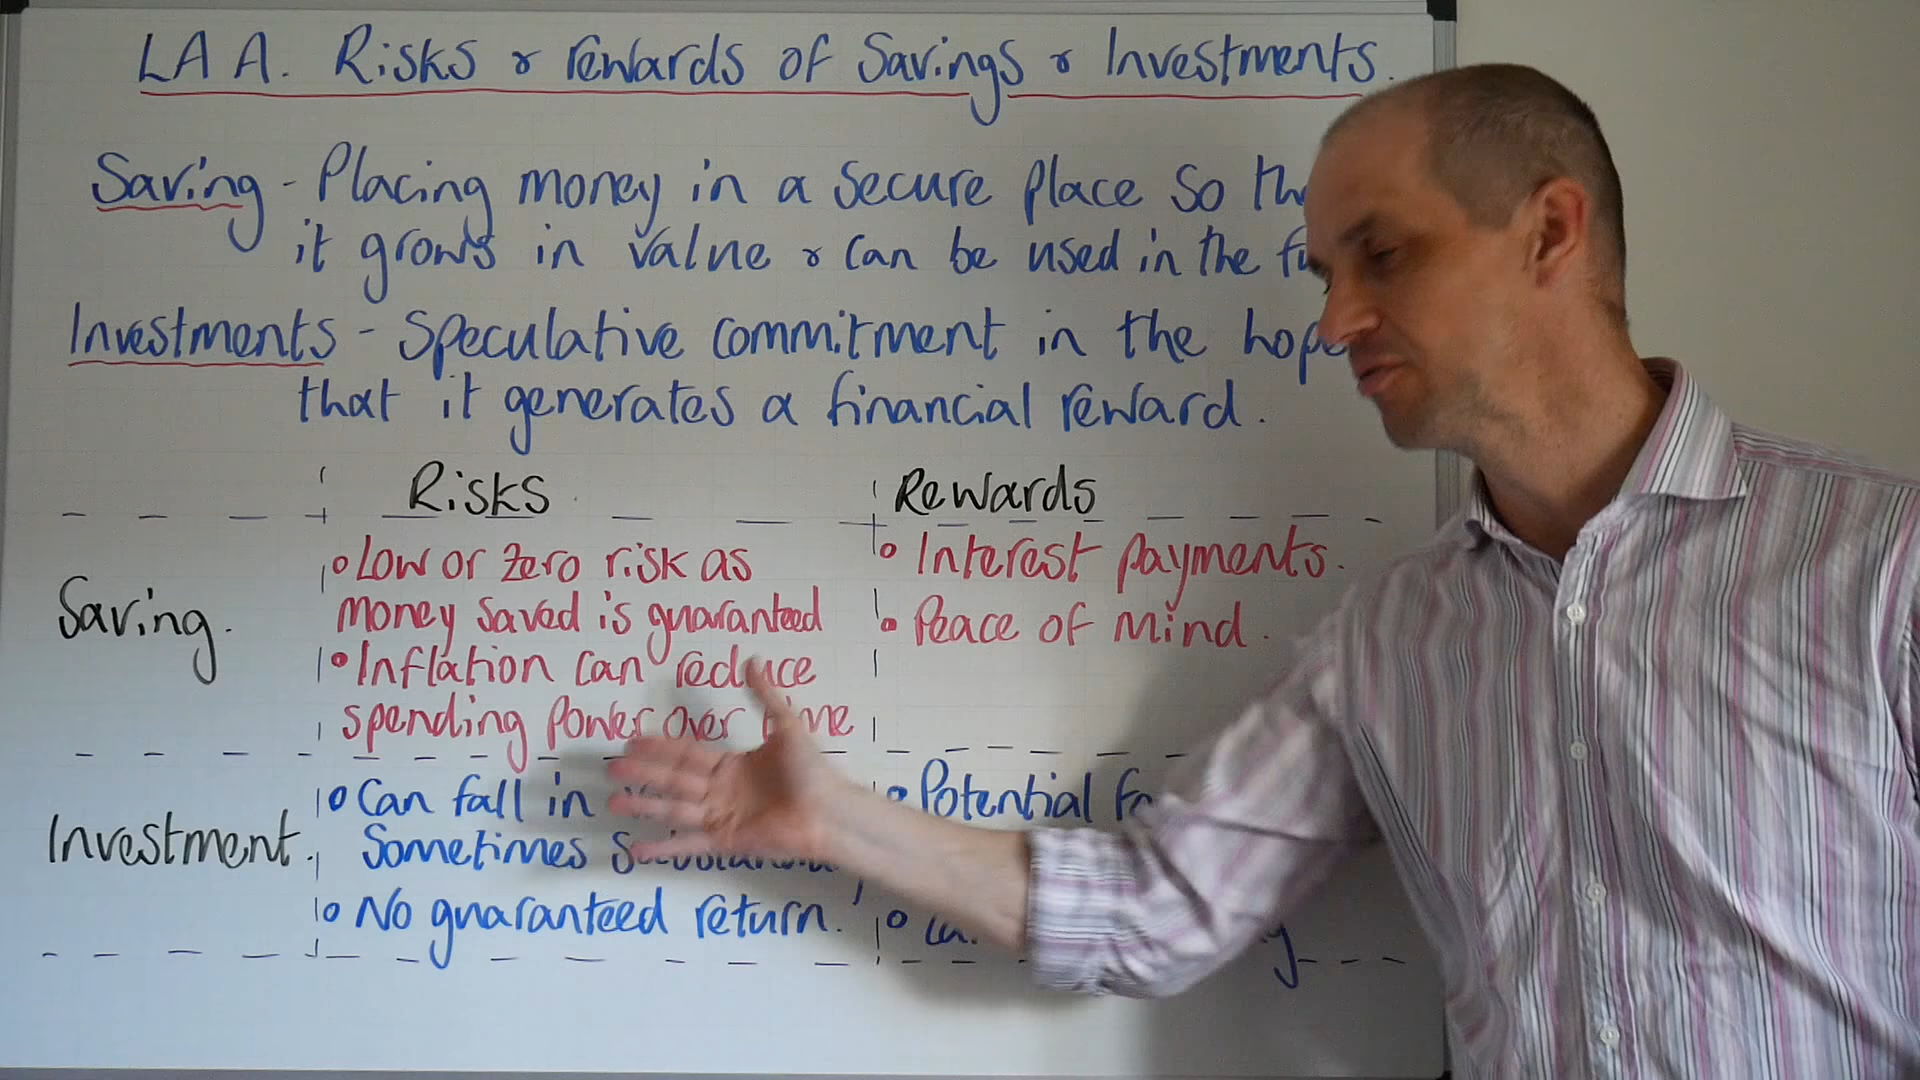 LA A. Risks & rewards of Savings & Investments.
Saving - Placing money in a secure place so
it grows in value & can be used in the
Investments - Speculative commitment in the hope
that it generates a financial reward.
Risks Rewards
Saving.
• Low or zero risk as
money saved is guaranteed
• Inflation can reduce
spending power over time
• Interest payments.
• Peace of mind.
Investment.
• Can fall in
Sometimes
• No guaranteed return.
• Potential